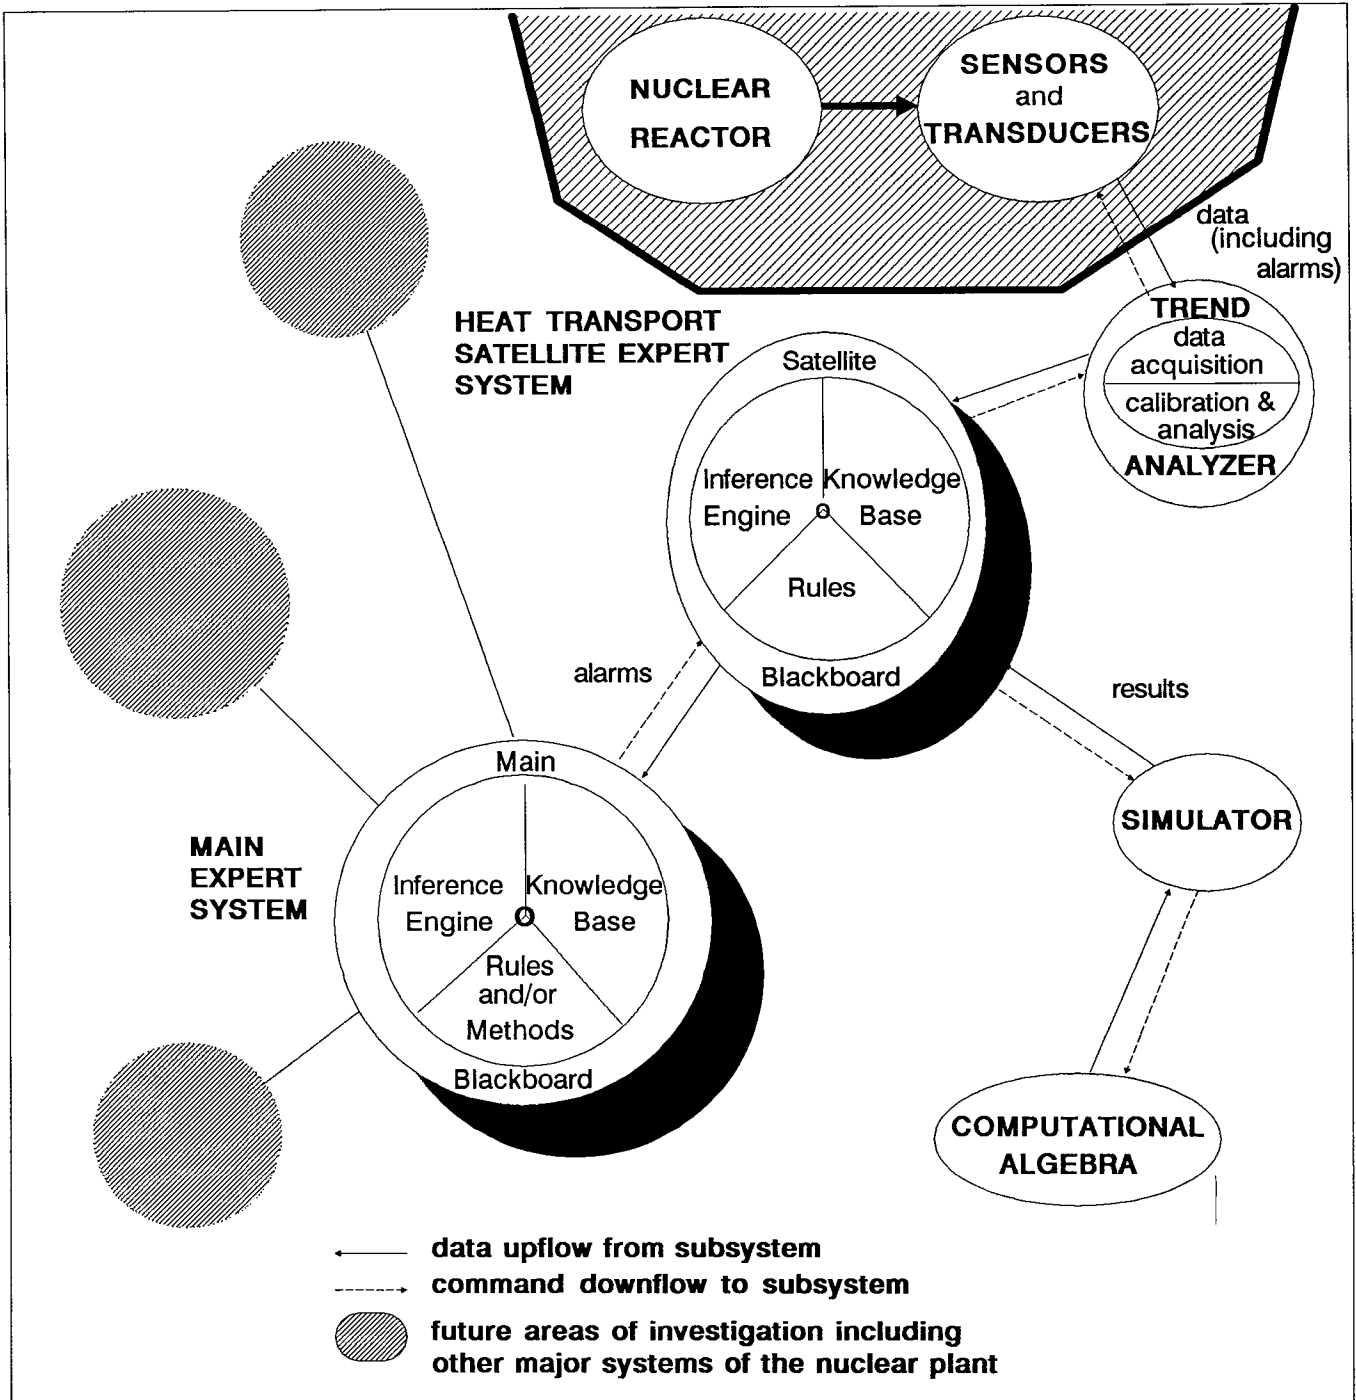 NUCLEAR
REACTOR
SENSORS
and
TRANSDUCERS
data
(including
alarms)
TREND
data
acquisition
calibration &
analysis
ANALYZER
HEAT TRANSPORT
SATELLITE EXPERT
SYSTEM
Satellite
Inference
Engine
Knowledge
Base
Rules
Blackboard
alarms
results
SIMULATOR
MAIN
EXPERT
SYSTEM
Main
Inference
Engine
Knowledge
Base
Rules
and/or
Methods
Blackboard
COMPUTATIONAL
ALGEBRA
data upflow from subsystem
command downflow to subsystem
future areas of investigation including
other major systems of the nuclear plant